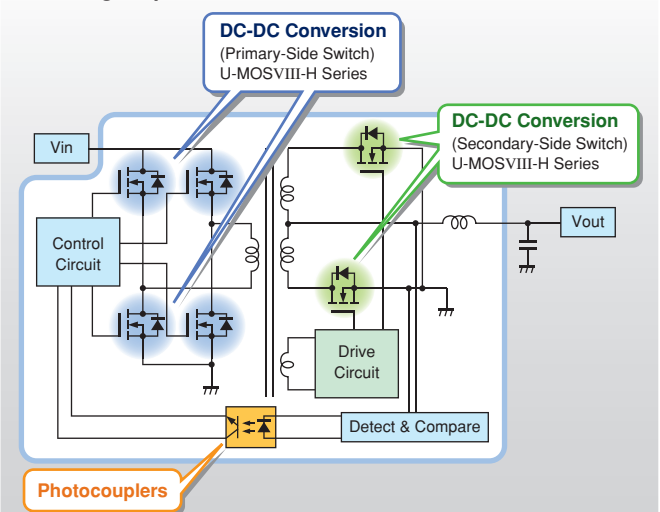 DC-DC Conversion
(Primary-Side Switch)
U-MOSVIII-H Series
DC-DC Conversion
(Secondary-Side Switch)
U-MOSVIII-H Series
Vin
Vout
Control
Circuit
Drive
Circuit
Detect & Compare
Photocouplers